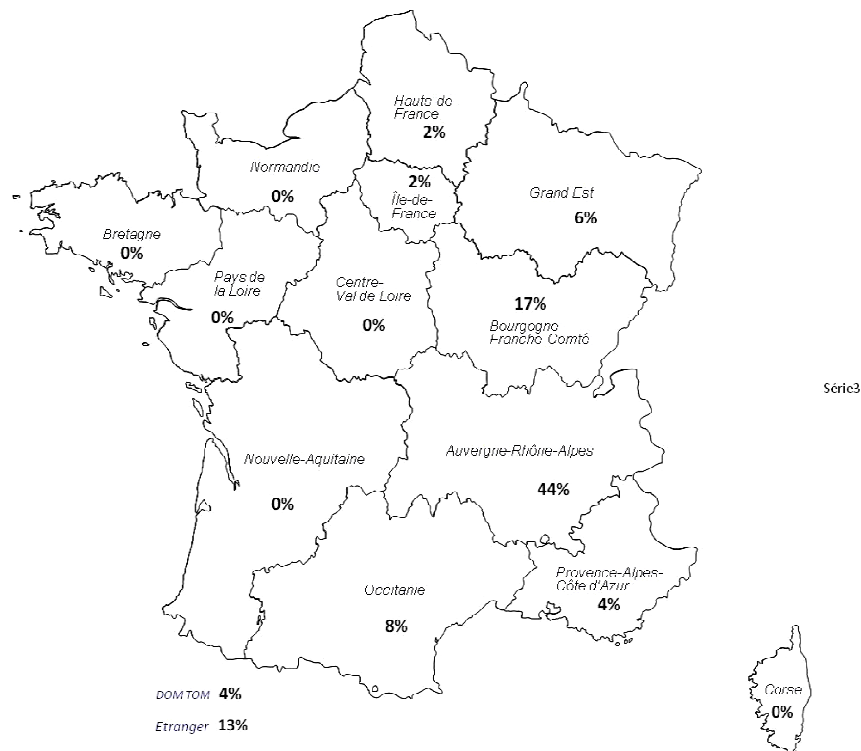 Hauts de
France
2%
Normandie
0%
2%
Île-de-
France
Grand Est
6%
Bretagne
0%
Pays de
la Loire
0%
Centre-
Val de Loire
0%
17%
Bourgogne
Franche Comté
Série3
Nouvelle-Aquitaine
0%
Auvergne-Rhône-Alpes
44%
Occitanie
8%
Provence-Alpes-
Côte d'Azur
4%
Corse
0%
DOM TOM 4%
Etranger 13%